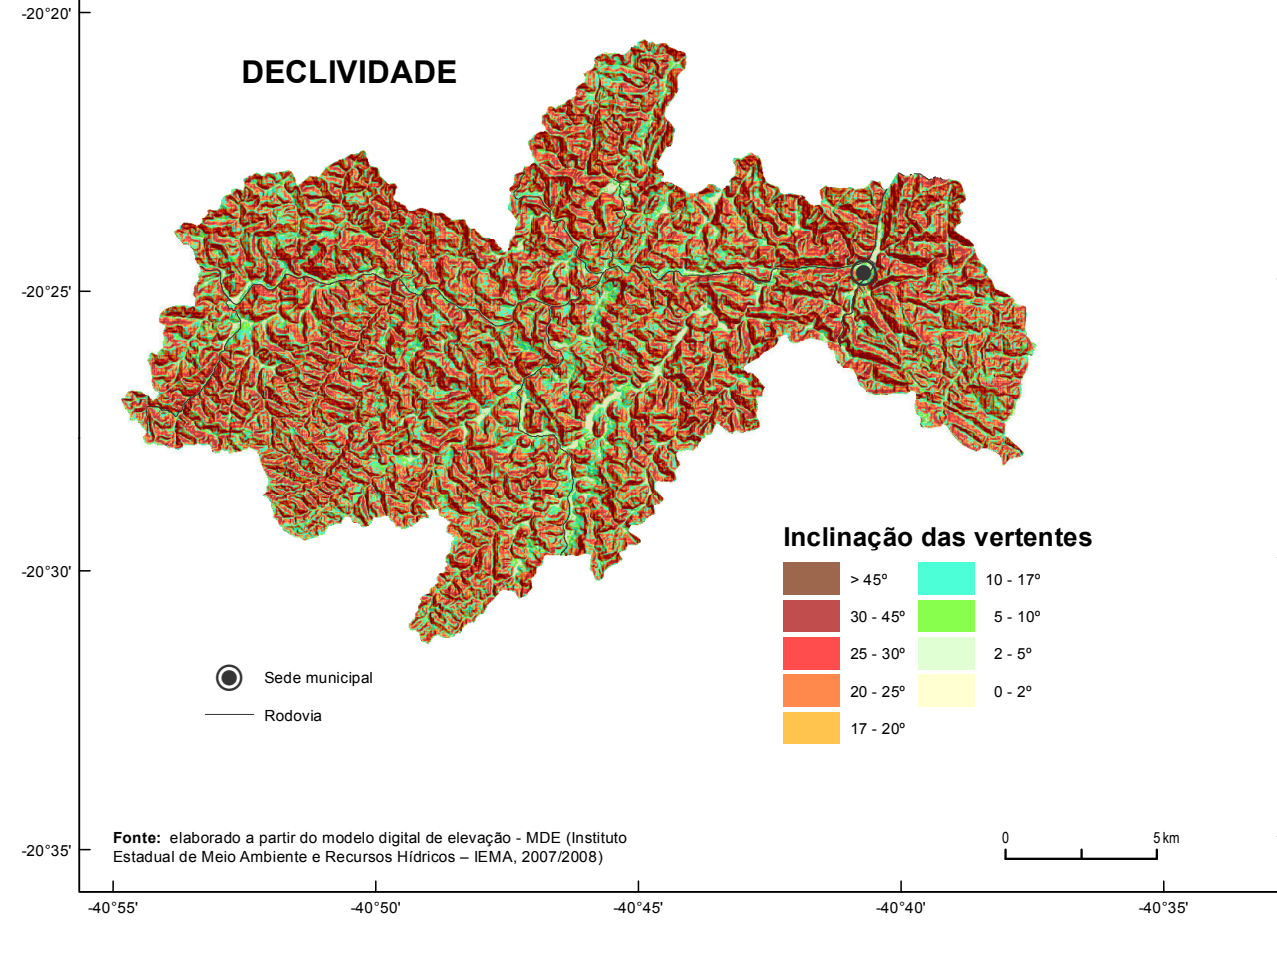 -20°20'
DECLIVIDADE
-20°25'
Inclinação das vertentes
-20°30'
> 45º
10 - 17º
30 - 45º
5 - 10º
25 - 30º
2 - 5º
20 - 25º
0 - 2º
17 - 20º
Sede municipal
Rodovia
Fonte: elaborado a partir do modelo digital de elevação - MDE (Instituto
Estadual de Meio Ambiente e Recursos Hídricos – IEMA, 2007/2008)
0
5 km
-20°35'
-40°55'
-40°50'
-40°45'
-40°40'
-40°35'